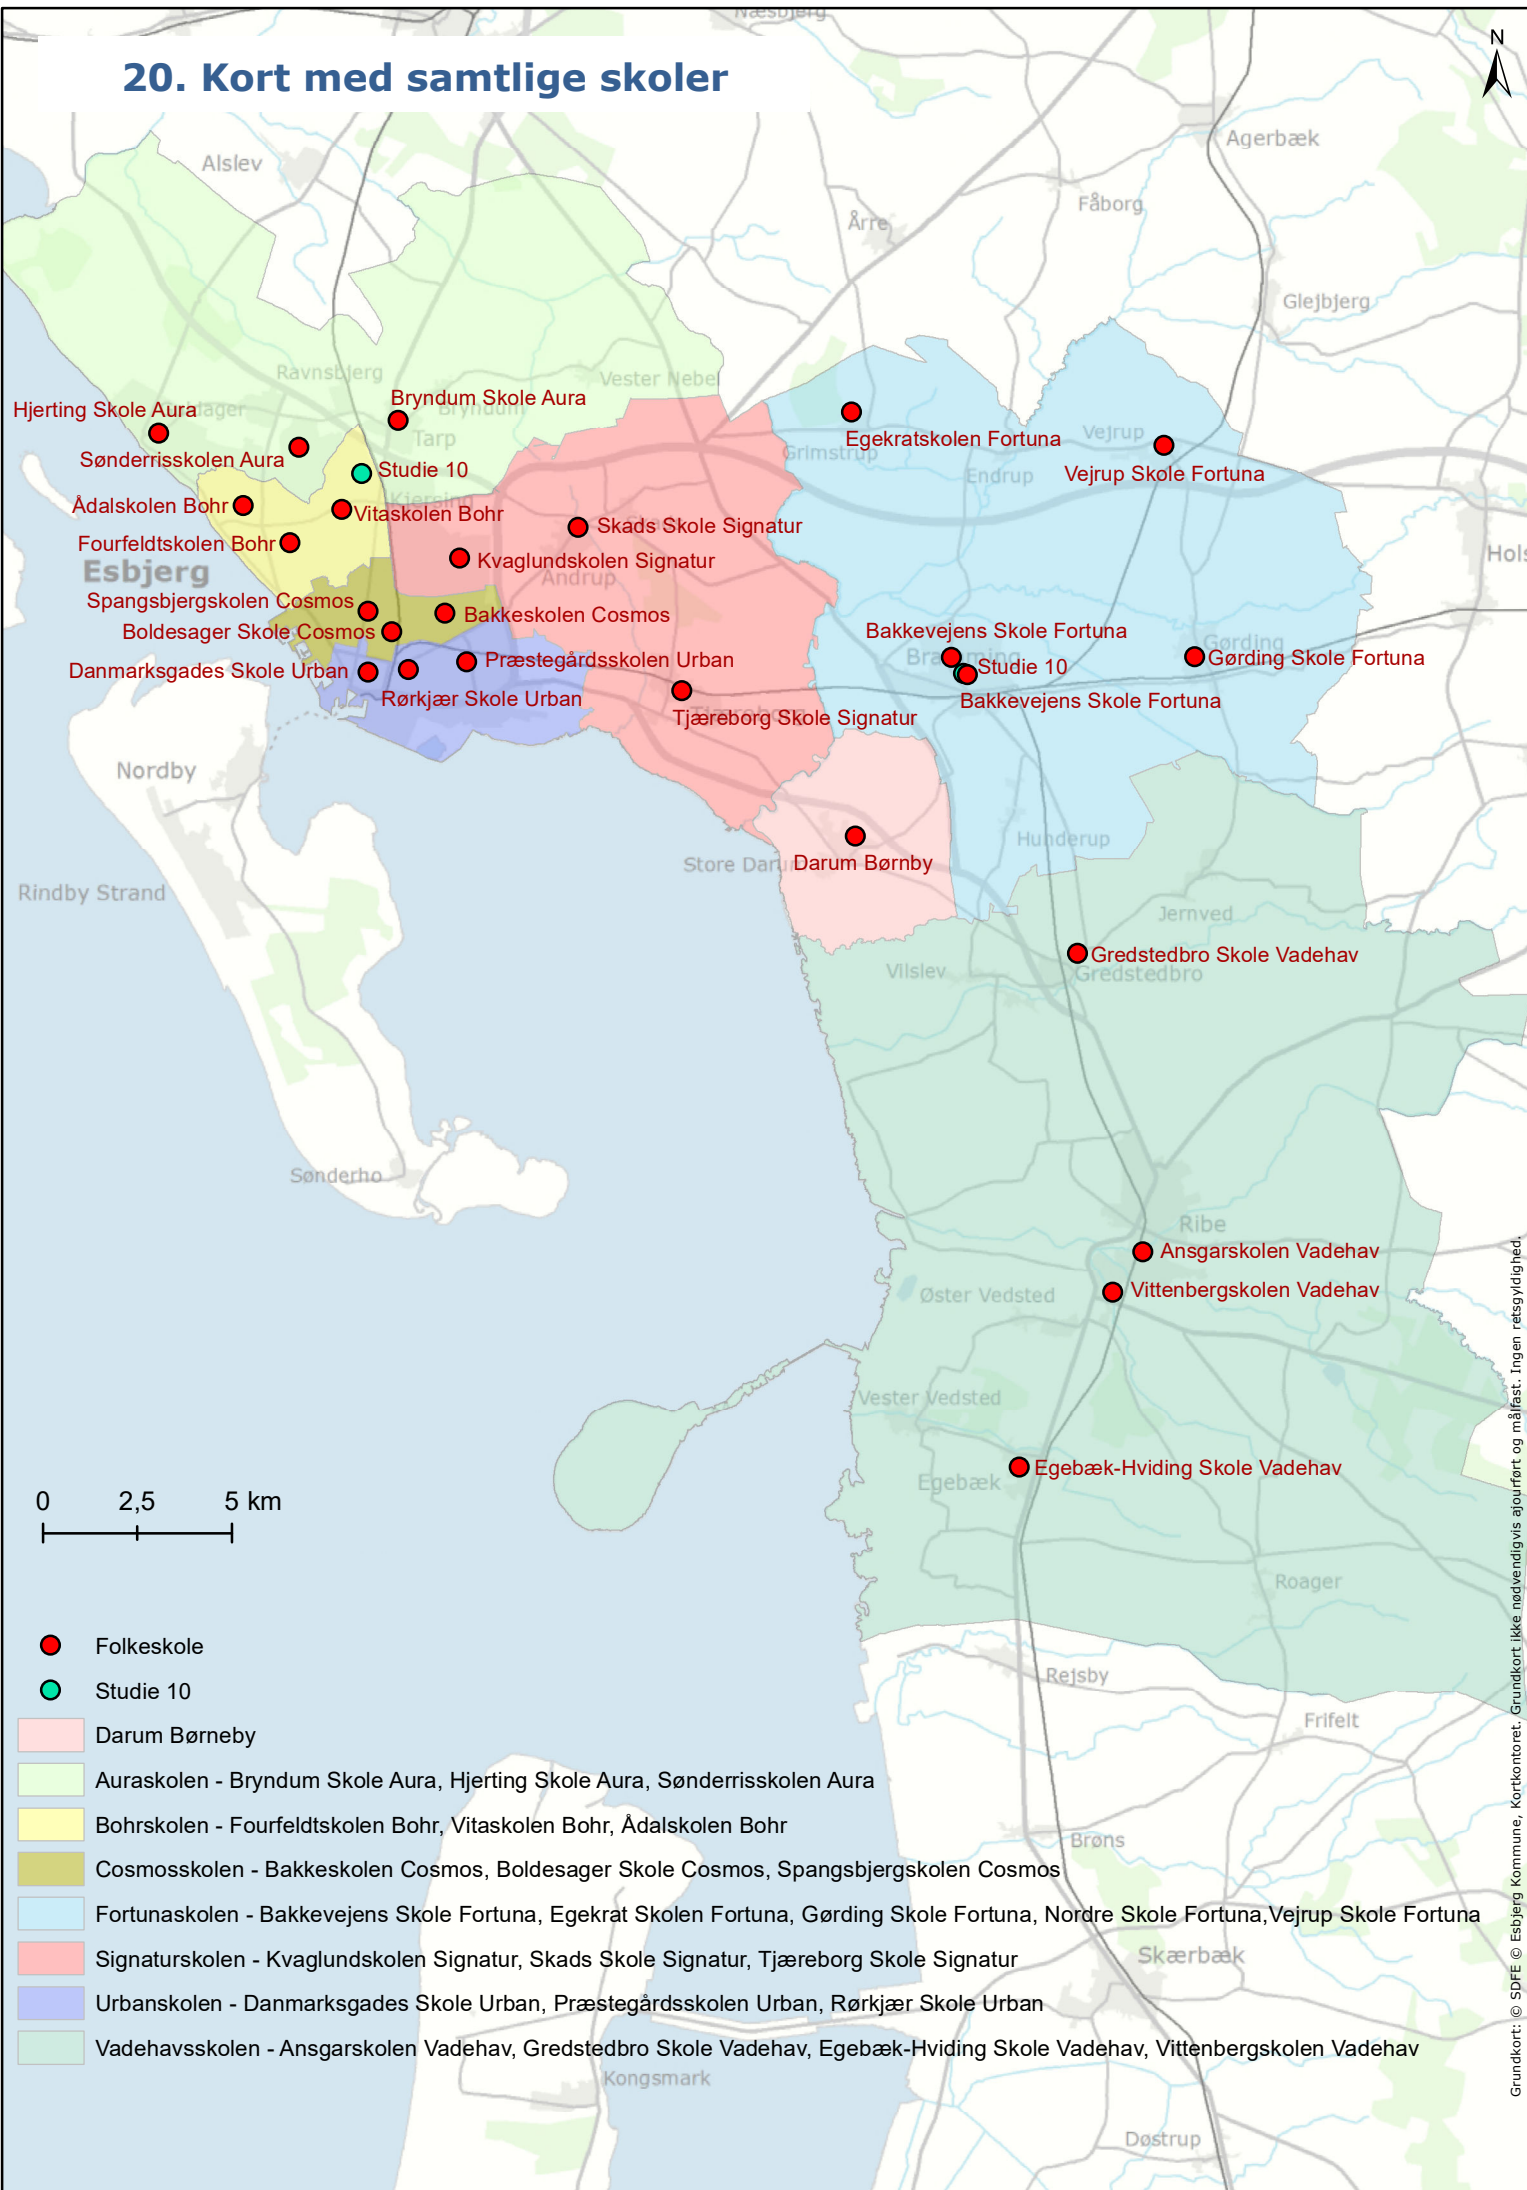 Næsbjerg
20. Kort med samtlige skoler
N
Agerbæk
Alslev
Fåborg
Årre
Glejbjerg
Ravnsbjerg
Vester Nebel
Bryndum Skole Aura
Bryndum
Hjerting Skole Aura
Tarp
Egekratskolen Fortuna
Vejrup
Grimstrup
Sønderrisskolen Aura
Studie 10
Endrup
Vejrup Skole Fortuna
Kjersing
Ådalskolen Bohr
Vitaskolen Bohr
Skads Skole Signatur
Fourfeldtskolen Bohr
Kvaglundskolen Signatur
Hols
Esbjerg
Andrup
Spangsbjergskolen Cosmos
Bakkeskolen Cosmos
Boldesager Skole Cosmos
Bakkevejens Skole Fortuna
Gørding
Præstegårdsskolen Urban
Bramming
Gørding Skole Fortuna
Danmarksgades Skole Urban
Studie 10
Rørkjær Skole Urban
Bakkevejens Skole Fortuna
Tjæreborg
Tjæreborg Skole Signatur
Nordby
Hunderup
Store Darum
Darum Børnby
Rindby Strand
Jernved
Gredstedbro Skole Vadehav
Vilslev
Gredstedbro
Sønderho
Ribe
Ansgarskolen Vadehav
Vittenbergskolen Vadehav
Øster Vedsted
Vester Vedsted
Egebæk-Hviding Skole Vadehav
Egebæk
0 2,5 5 km
Roager
Folkeskole
Rejsby
Studie 10
Frifelt
Darum Børneby
Auraskolen - Bryndum Skole Aura, Hjerting Skole Aura, Sønderrisskolen Aura
Bohrskolen - Fourfeldtskolen Bohr, Vitaskolen Bohr, Ådalskolen Bohr
Brøns
Cosmosskolen - Bakkeskolen Cosmos, Boldesager Skole Cosmos, Spangsbjergskolen Cosmos
Fortunaskolen - Bakkevejens Skole Fortuna, Egekrat Skolen Fortuna, Gørding Skole Fortuna, Nordre Skole Fortuna,Vejrup Skole Fortuna
Skærbæk
Signaturskolen - Kvaglundskolen Signatur, Skads Skole Signatur, Tjæreborg Skole Signatur
Urbanskolen - Danmarksgades Skole Urban, Præstegårdsskolen Urban, Rørkjær Skole Urban
Vadehavsskolen - Ansgarskolen Vadehav, Gredstedbro Skole Vadehav, Egebæk-Hviding Skole Vadehav, Vittenbergskolen Vadehav
Kongsmark
Døstrup
Grundkort: © SDFE © Esbjerg Kommune, Kortkontoret. Grundkort ikke nødvendigvis ajourført og målfast. Ingen retsgyldighed.